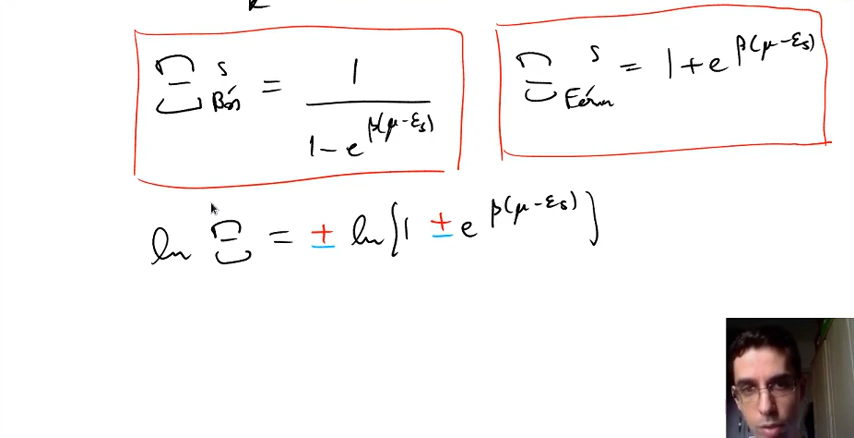 Ξ^s_Bós = 1 / (1 - e^{β(μ-ε_s)})
Ξ^s_Férm = 1 + e^{β(μ-ε_s)}
ln Ξ = ± ln[1 ± e^{β(μ-ε_s)}]